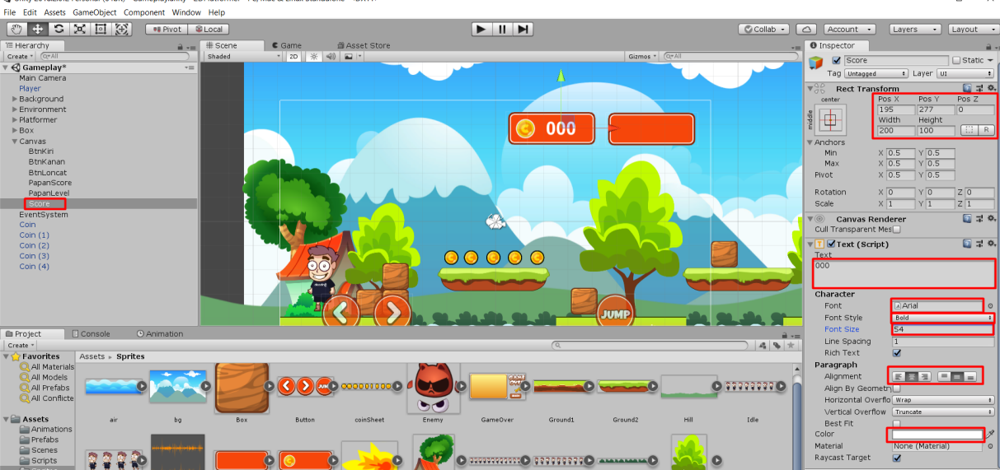 File Edit Assets GameObject Component Window Help
Pivot Local Collab Account Layers Layout
Hierarchy
Create All
Gameplay*
Main Camera
Player
Background
Environment
Platformer
Box
Canvas
BtnKiri
BtnKanan
BtnLoncat
PapanScore
PapanLevel
Score
EventSystem
Coin
Coin (1)
Coin (2)
Coin (3)
Coin (4)
Scene Game Asset Store
Shaded 2D Gizmos All
000
JUMP
Inspector
Score Static
Tag Untagged Layer UI
Rect Transform
center Pos X Pos Y Pos Z
middle 195 277 0
Width Height
200 100 R
Anchors
Min X 0.5 Y 0.5
Max X 0.5 Y 0.5
Pivot X 0.5 Y 0.5
Rotation X 0 Y 0 Z 0
Scale X 1 Y 1 Z 1
Canvas Renderer
Cull Transparent Mes
Text (Script)
Text
000
Character
Font Arial
Font Style Bold
Font Size 54
Line Spacing 1
Rich Text
Paragraph
Alignment
Align By Geometr
Horizontal Overflo Wrap
Vertical Overflow Truncate
Best Fit
Color
Material None (Material)
Raycast Target
Project Console Animation
Create
Favorites
All Materials
All Models
All Prefabs
All Conflicte
Assets
Animations
Prefabs
Scenes
Scripts
Assets Sprites
air bg Box Button coinSheet Enemy GameOver Ground1 Ground2 Hill Idle